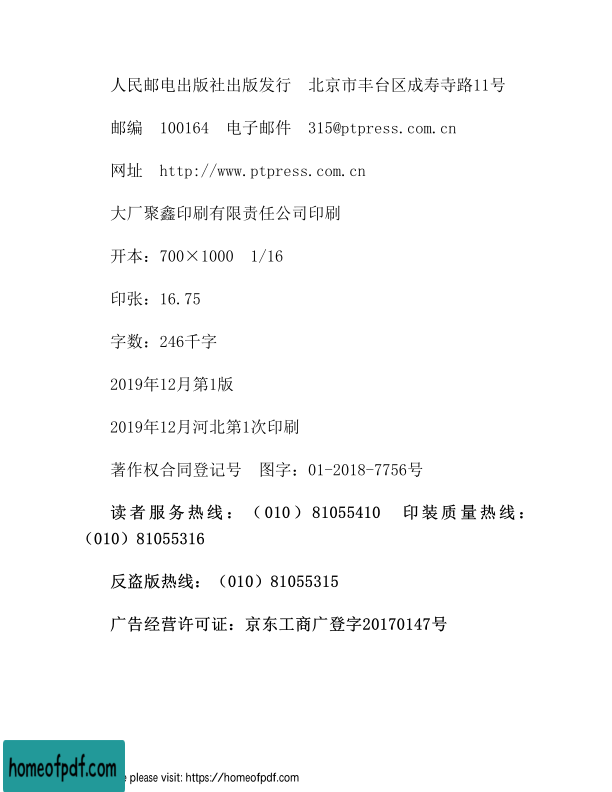 人民邮电出版社出版发行　北京市丰台区成寿寺路11号
邮编　100164　电子邮件　315@ptpress.com.cn
网址　http://www.ptpress.com.cn
大厂聚鑫印刷有限责任公司印刷
开本：700×1000　1/16
印张：16.75
字数：246千字
2019年12月第1版
2019年12月河北第1次印刷
著作权合同登记号　图字：01-2018-7756号
读者服务热线：（010）81055410　印装质量热线：
（010）81055316
反盗版热线：（010）81055315
广告经营许可证：京东工商广登字20170147号
homeofpdf.com
please visit: https://homeofpdf.com